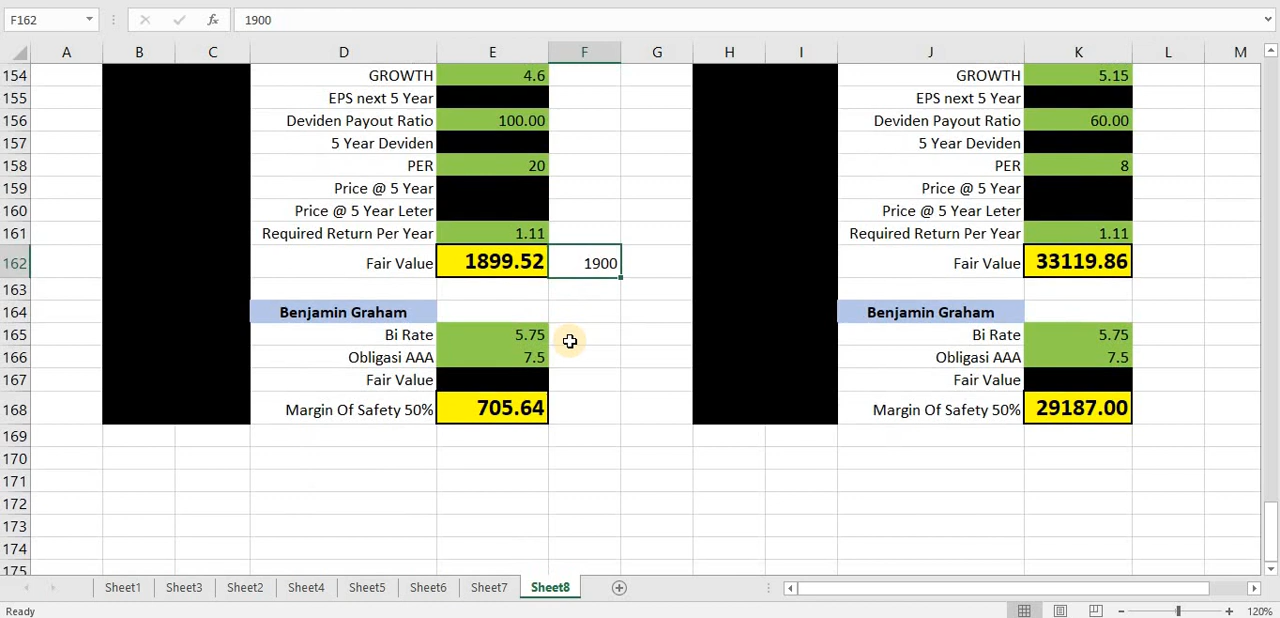 F162 fx 1900
A B C D E F G H I J K L M
154 GROWTH 4.6 GROWTH 5.15
155 EPS next 5 Year EPS next 5 Year
156 Deviden Payout Ratio 100.00 Deviden Payout Ratio 60.00
157 5 Year Deviden 5 Year Deviden
158 PER 20 PER 8
159 Price @ 5 Year Price @ 5 Year
160 Price @ 5 Year Leter Price @ 5 Year Leter
161 Required Return Per Year 1.11 Required Return Per Year 1.11
162 Fair Value 1899.52 1900 Fair Value 33119.86
163
164 Benjamin Graham Benjamin Graham
165 Bi Rate 5.75 Bi Rate 5.75
166 Obligasi AAA 7.5 Obligasi AAA 7.5
167 Fair Value Fair Value
168 Margin Of Safety 50% 705.64 Margin Of Safety 50% 29187.00
169
170
171
172
173
174
175
Sheet1 Sheet3 Sheet2 Sheet4 Sheet5 Sheet6 Sheet7 Sheet8
Ready 120%